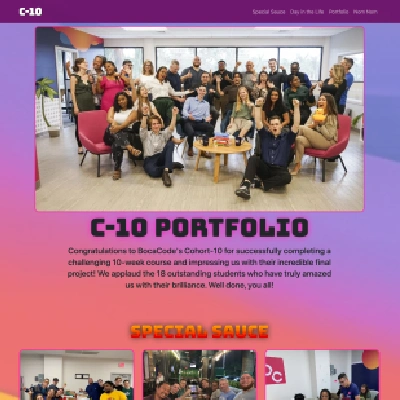 C-10
Special Sauce Day in the Life Portfolio
C-10 PORTFOLIO
Congratulations to BocaCode's Cohort-10 for successfully completing a
challenging 10-week course and impressing us with their incredible final
project! We applaud the 18 outstanding students who have truly amazed
us with their brilliance. Well done, you all!
SPECIAL SAUCE